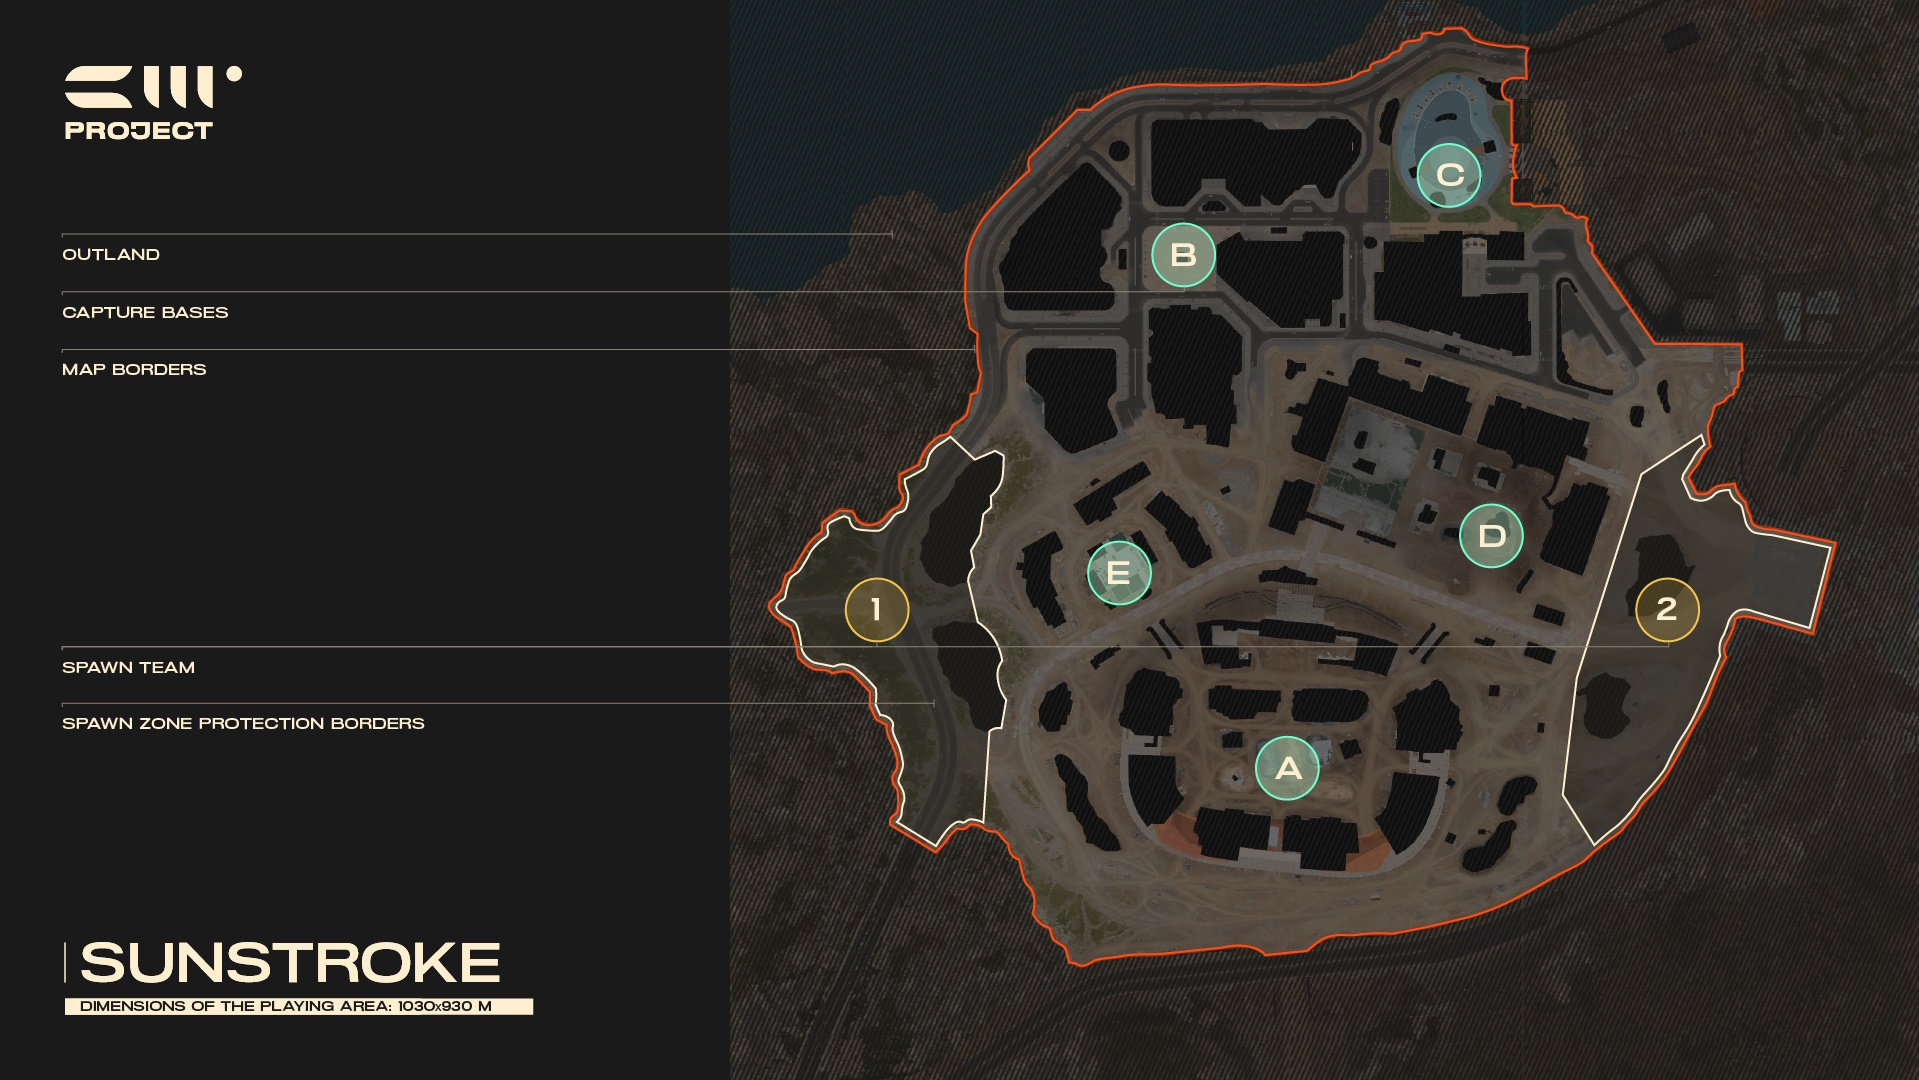 PROJECT
OUTLAND
CAPTURE BASES
MAP BORDERS
SPAWN TEAM
SPAWN ZONE PROTECTION BORDERS
SUNSTROKE
DIMENSIONS OF THE PLAYING AREA: 1030x930 M
C
B
D
E
1
2
A